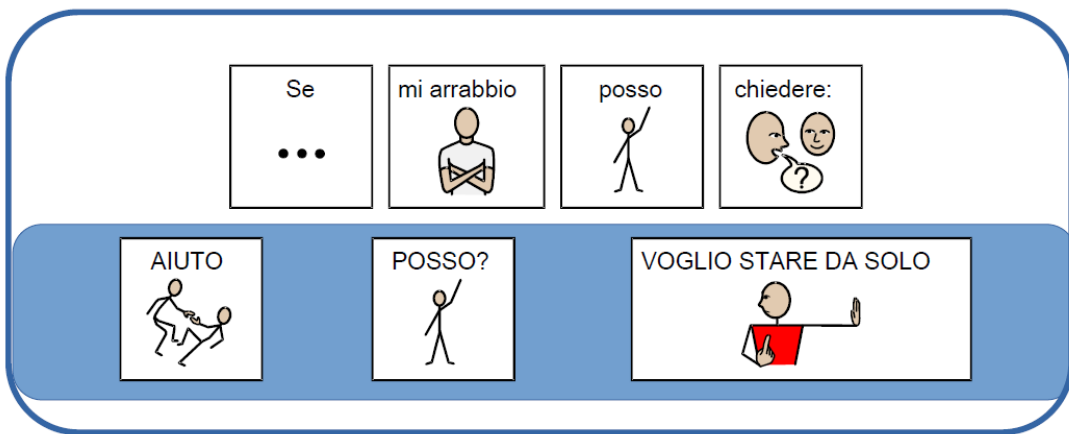 Se mi arrabbio posso chiedere:
...
?
AIUTO POSSO? VOGLIO STARE DA SOLO